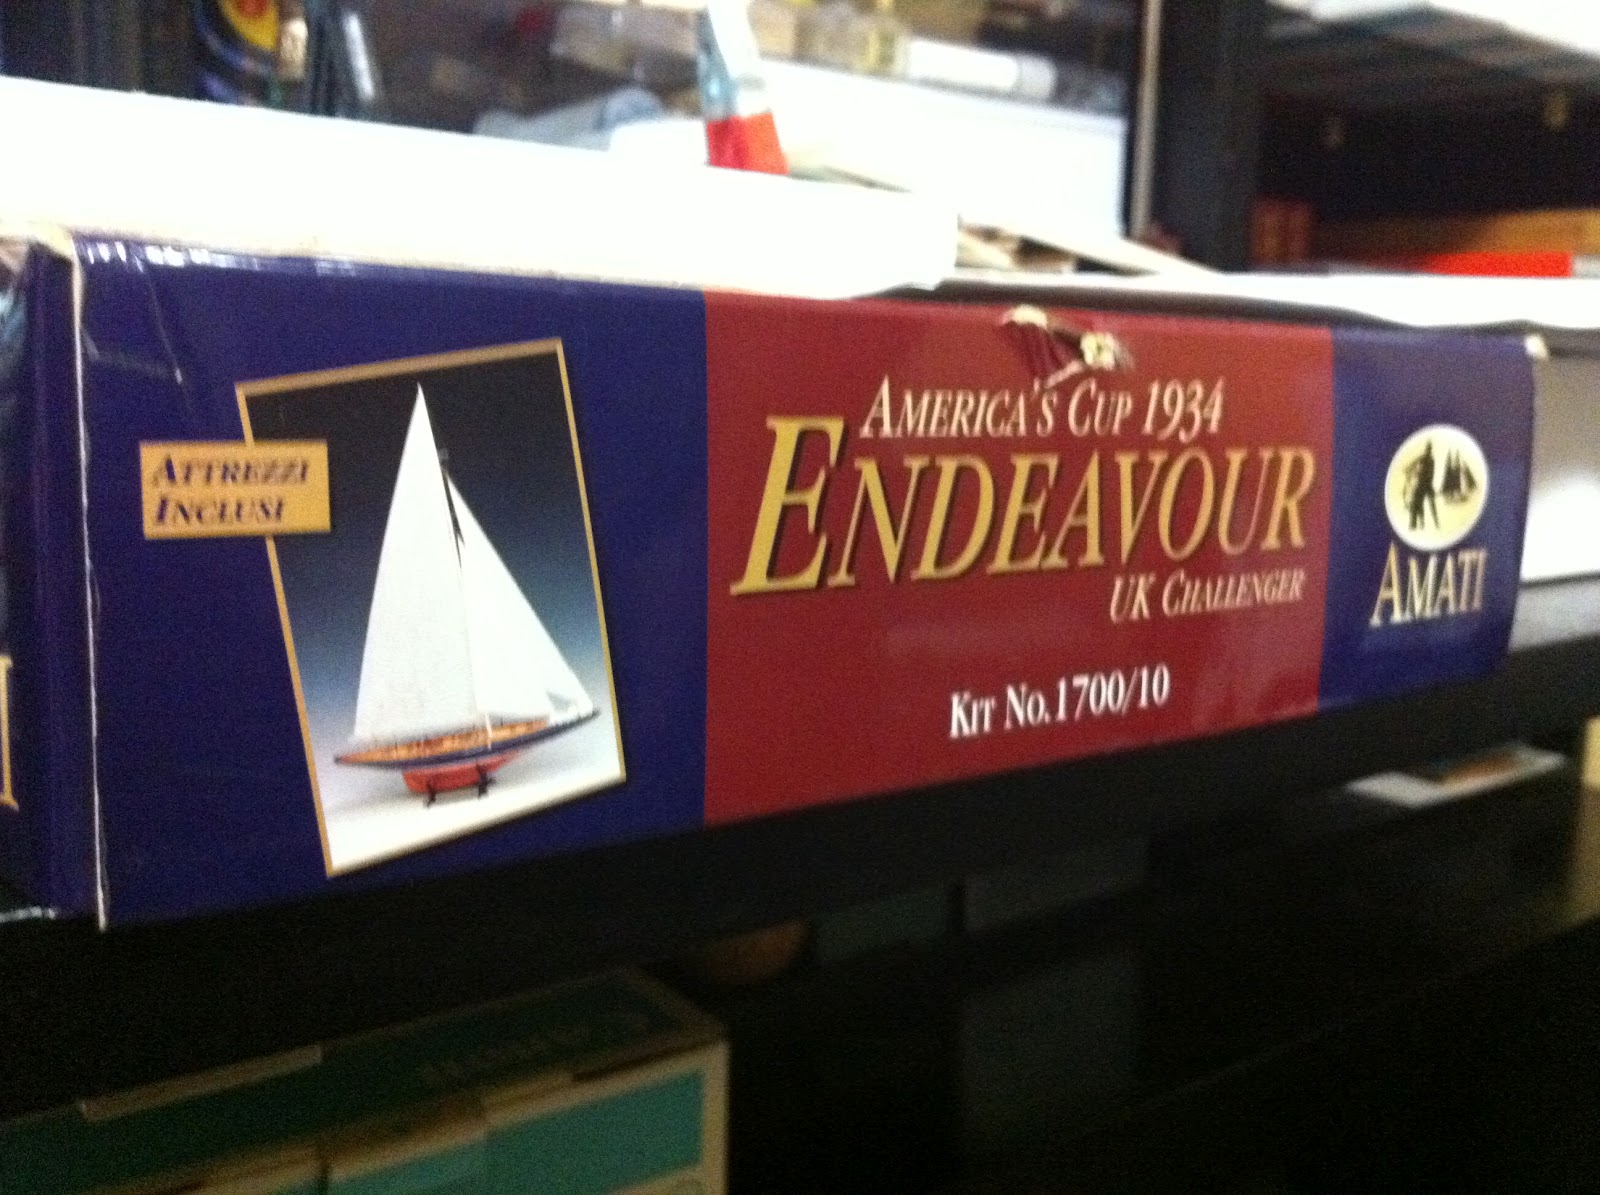 ATTREZZI
INCLUSI
AMERICA'S CUP 1934
ENDEAVOUR
UK CHALLENGER
KIT NO.1700/10
AMATI